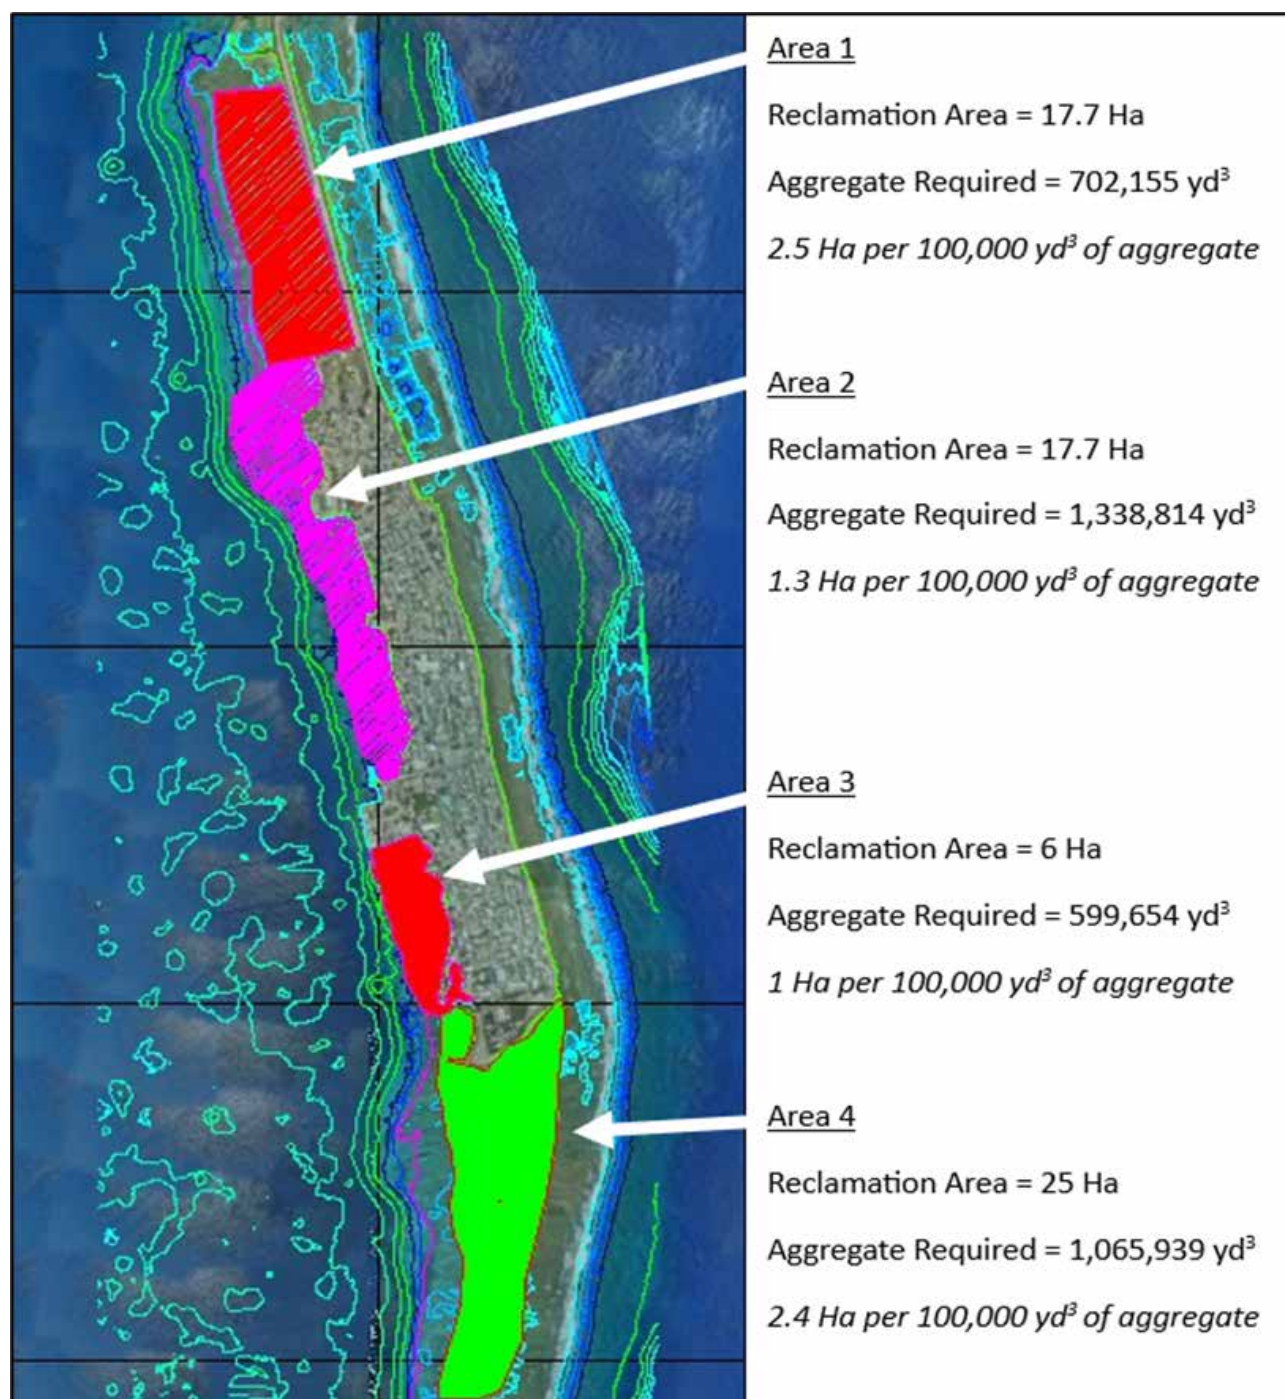 Area 1
Reclamation Area = 17.7 Ha
Aggregate Required = 702,155 yd³
2.5 Ha per 100,000 yd³ of aggregate
Area 2
Reclamation Area = 17.7 Ha
Aggregate Required = 1,338,814 yd³
1.3 Ha per 100,000 yd³ of aggregate
Area 3
Reclamation Area = 6 Ha
Aggregate Required = 599,654 yd³
1 Ha per 100,000 yd³ of aggregate
Area 4
Reclamation Area = 25 Ha
Aggregate Required = 1,065,939 yd³
2.4 Ha per 100,000 yd³ of aggregate